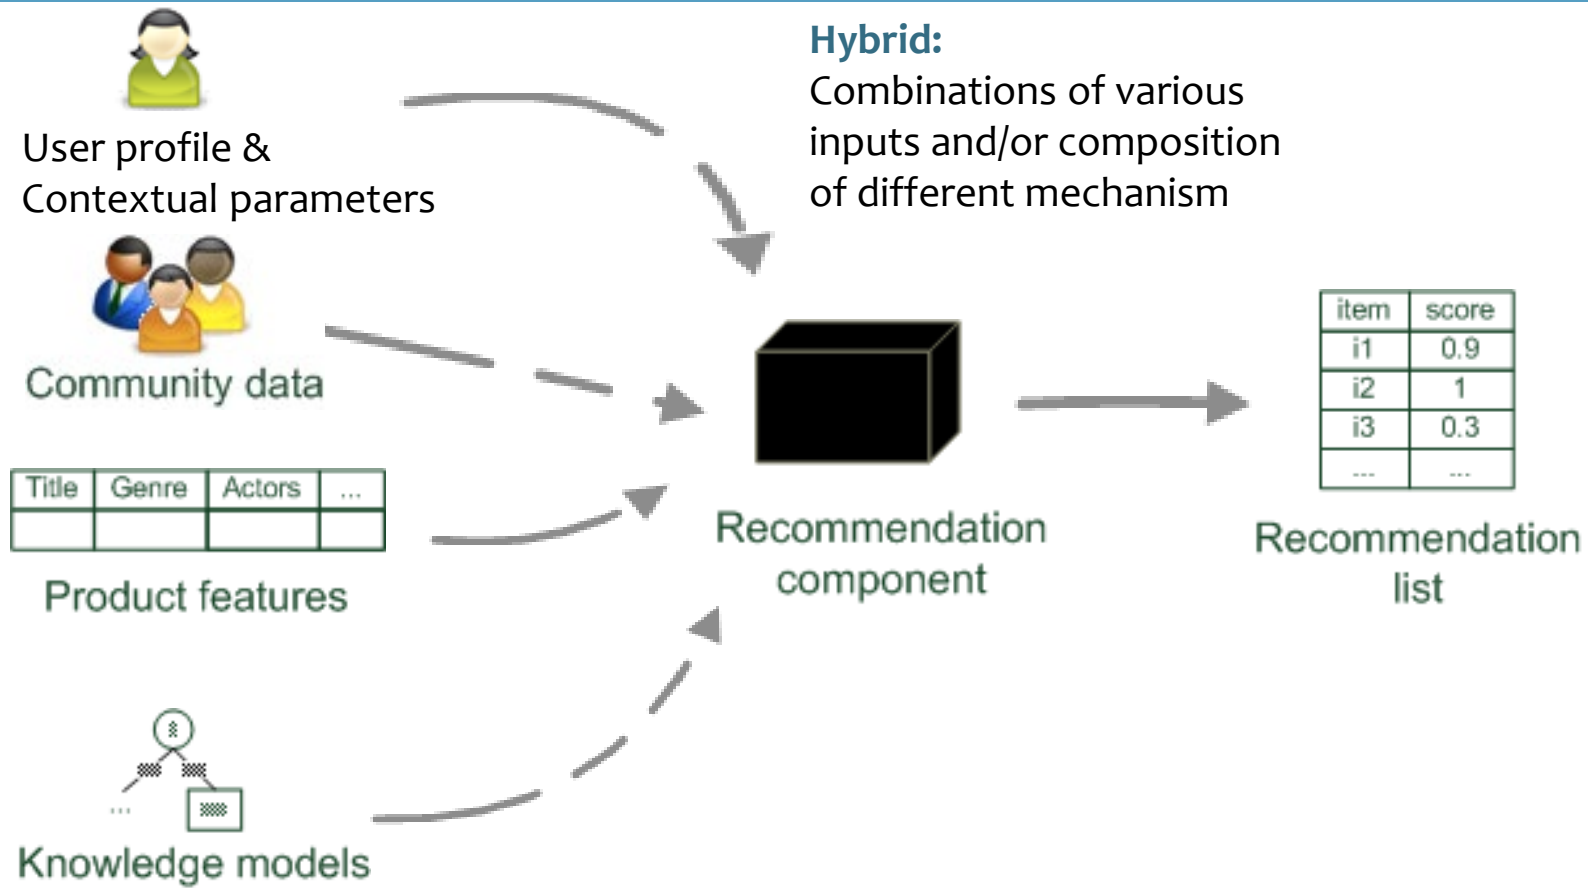 Hybrid:
Combinations of various
inputs and/or composition
of different mechanism
User profile &
Contextual parameters
Community data
Title Genre Actors ...
Product features
...
Knowledge models
Recommendation
component
item score
i1 0.9
i2 1
i3 0.3
... ...
Recommendation
list